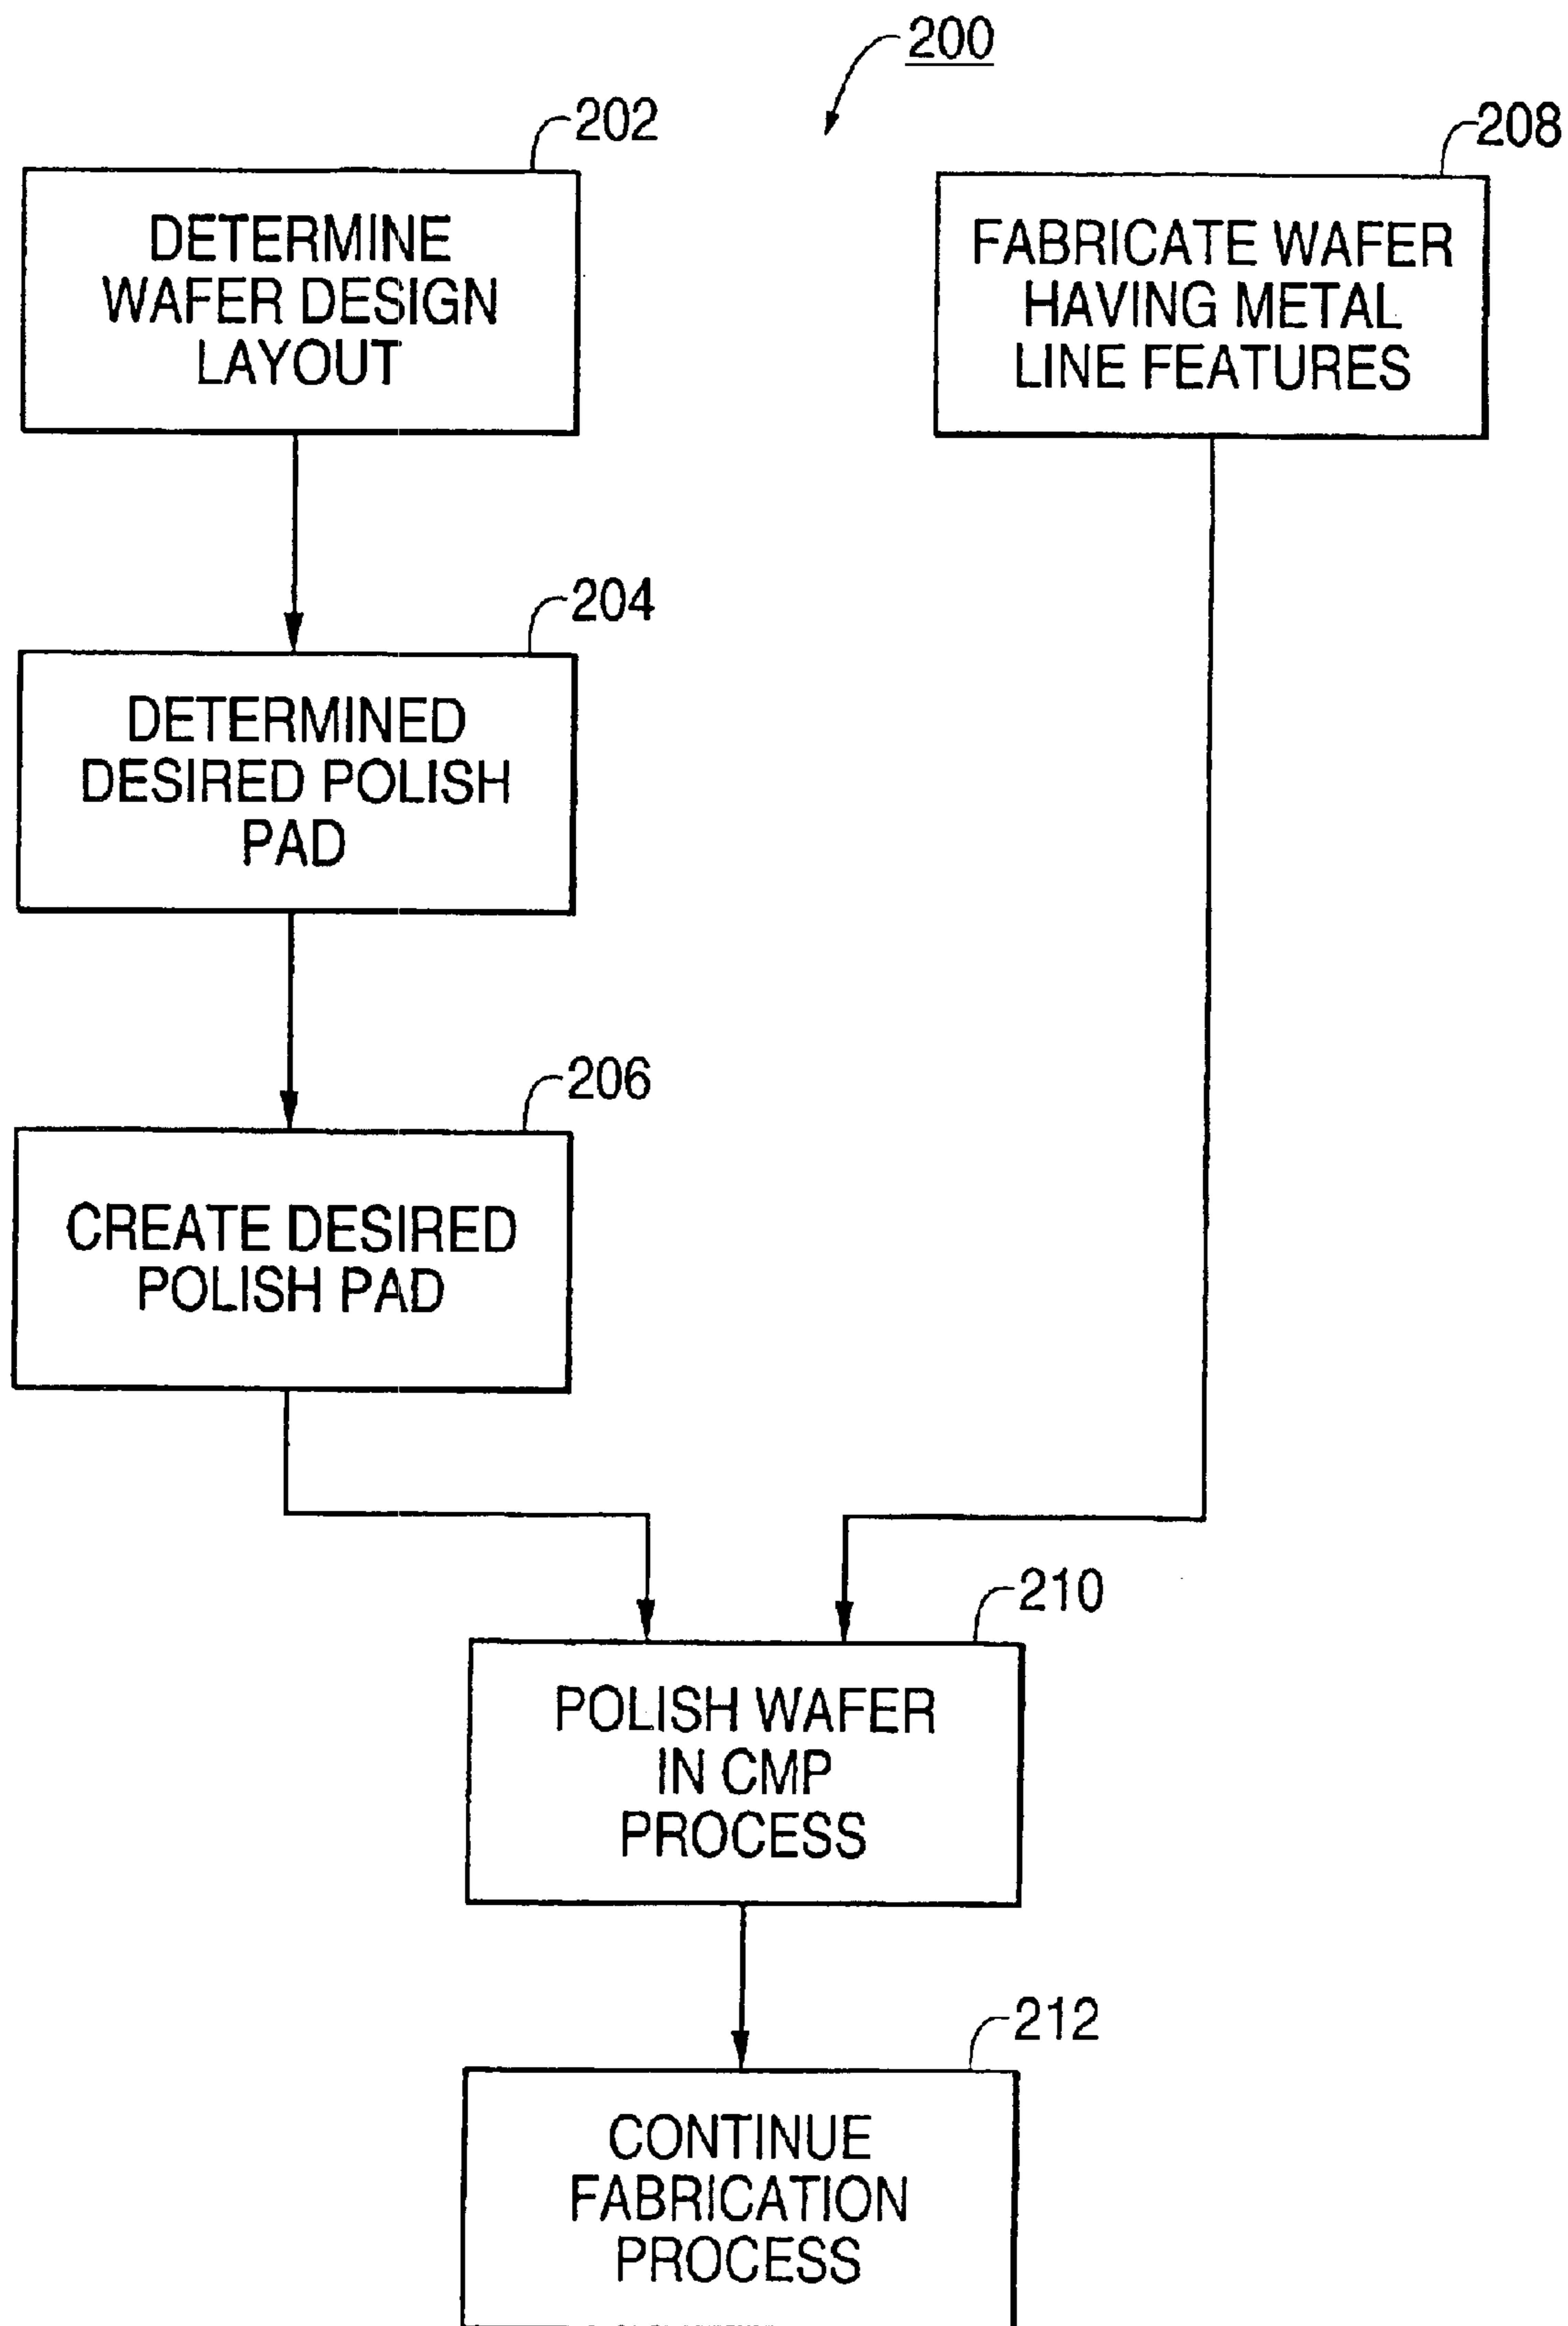 200
202
DETERMINE
WAFER DESIGN
LAYOUT
208
FABRICATE WAFER
HAVING METAL
LINE FEATURES
204
DETERMINED
DESIRED POLISH
PAD
206
CREATE DESIRED
POLISH PAD
210
POLISH WAFER
IN CMP
PROCESS
212
CONTINUE
FABRICATION
PROCESS